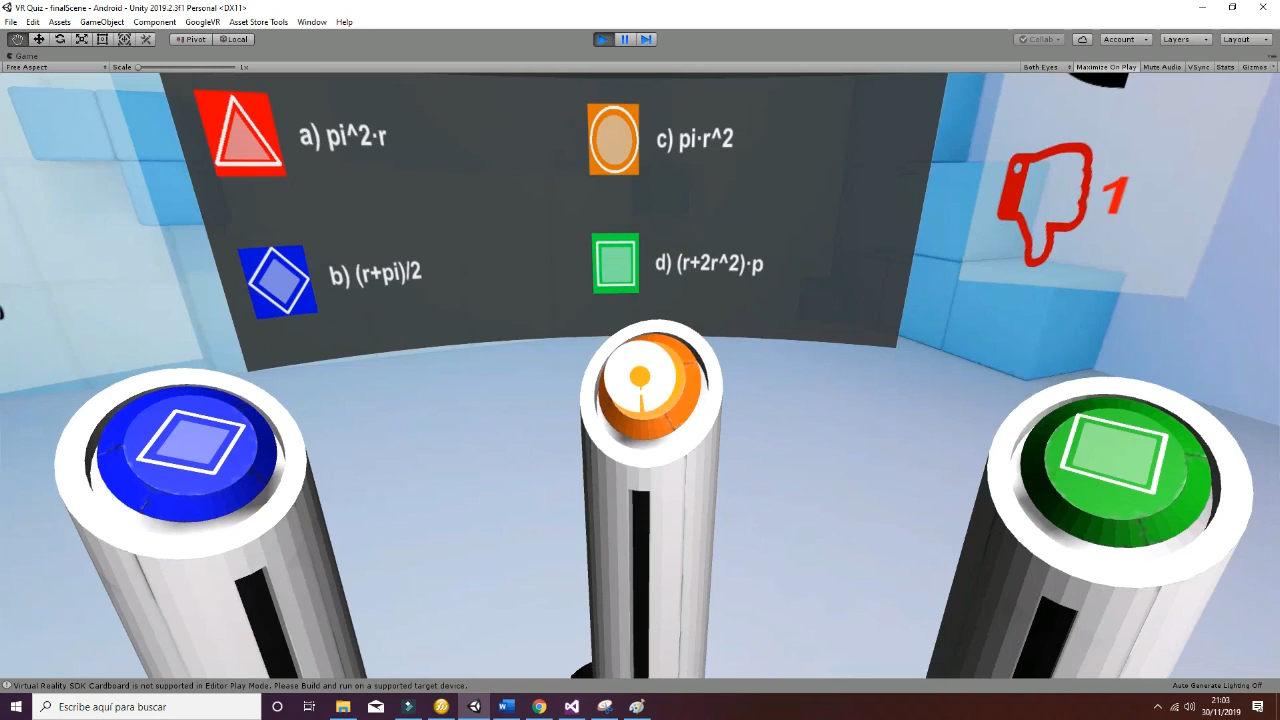 VR Quiz - finalScene - Android - Unity 2019.2.3f1 Personal <DX11>
File Edit Assets GameObject Component GoogleVR Asset Store Tools Window Help
Pivot Local Collab Account Layers Layout
Game
Free Aspect Scale 1x Both Eyes Maximize On Play Mute Audio VSync Stats Gizmos
a) pi^2·r
c) pi·r^2
1
b) (r+pi)/2
d) (r+2r^2)·p
Virtual Reality SDK Cardboard is not supported in Editor Play Mode. Please Build and run on a supported target device.
Auto Generate Lighting Off
Escribe aquí para buscar
21:03
30/11/2019